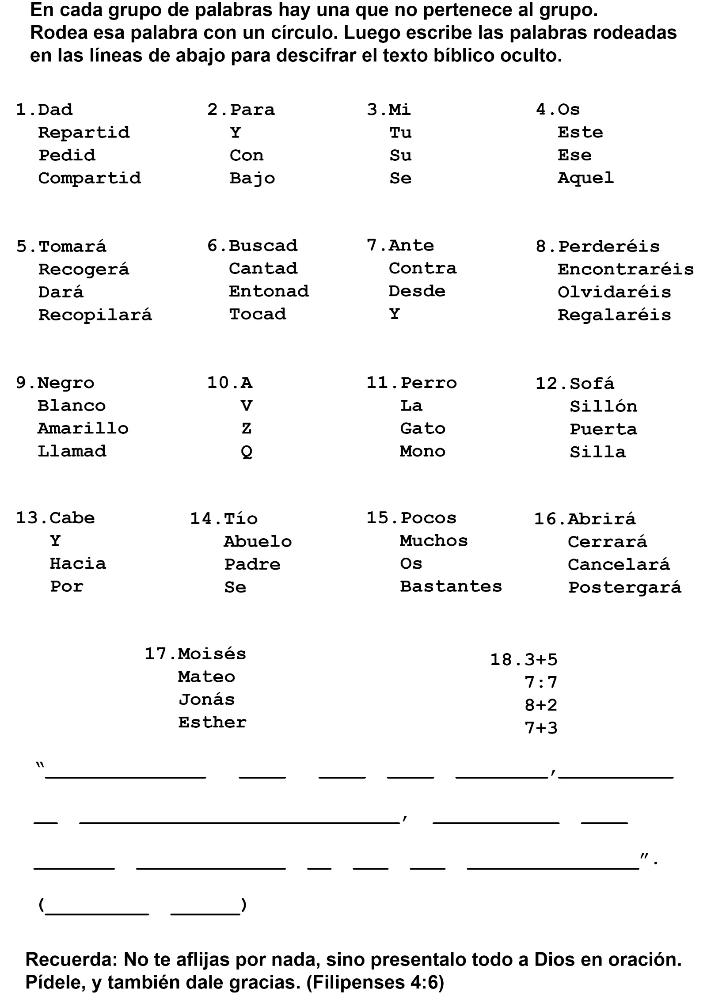 En cada grupo de palabras hay una que no pertenece al grupo.
Rodea esa palabra con un círculo. Luego escribe las palabras rodeadas
en las líneas de abajo para descifrar el texto bíblico oculto.
1.Dad
Repartid
Pedid
Compartid
2.Para
Y
Con
Bajo
3.Mi
Tu
Su
Se
4.Os
Este
Ese
Aquel
5.Tomará
Recogerá
Dará
Recopilará
6.Buscad
Cantad
Entonad
Tocad
7.Ante
Contra
Desde
Y
8.Perderéis
Encontraréis
Olvidaréis
Regalaréis
9.Negro
Blanco
Amarillo
Llamad
10.A
V
Z
Q
11.Perro
La
Gato
Mono
12.Sofá
Sillón
Puerta
Silla
13.Cabe
Y
Hacia
Por
14.Tío
Abuelo
Padre
Se
15.Pocos
Muchos
Os
Bastantes
16.Abrirá
Cerrará
Cancelará
Postergará
17.Moisés
Mateo
Jonás
Esther
18.3+5
7:7
8+2
7+3
“______________ ____ ____ ____ ________,__________
__ ____________________________, ___________ ____
_______ _____________ __ ___ ___ _______________”.
(_________ ______)
Recuerda: No te aflijas por nada, sino presentalo todo a Dios en oración.
Pídele, y también dale gracias. (Filipenses 4:6)